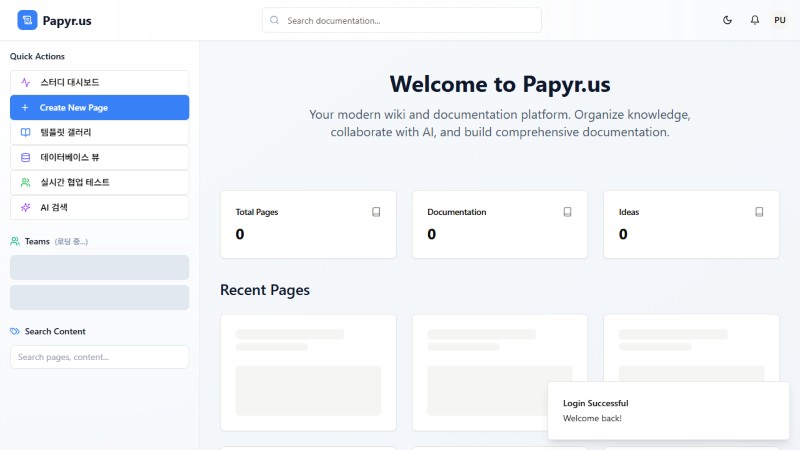 Papyr.us
Search documentation...
PU
Quick Actions
스터디 대시보드
Create New Page
템플릿 갤러리
데이터베이스 뷰
실시간 협업 테스트
AI 검색
Teams (로딩 중...)
Search Content
Search pages, content...
Welcome to Papyr.us
Your modern wiki and documentation platform. Organize knowledge,
collaborate with AI, and build comprehensive documentation.
Total Pages
0
Documentation
0
Ideas
0
Recent Pages
Login Successful
Welcome back!